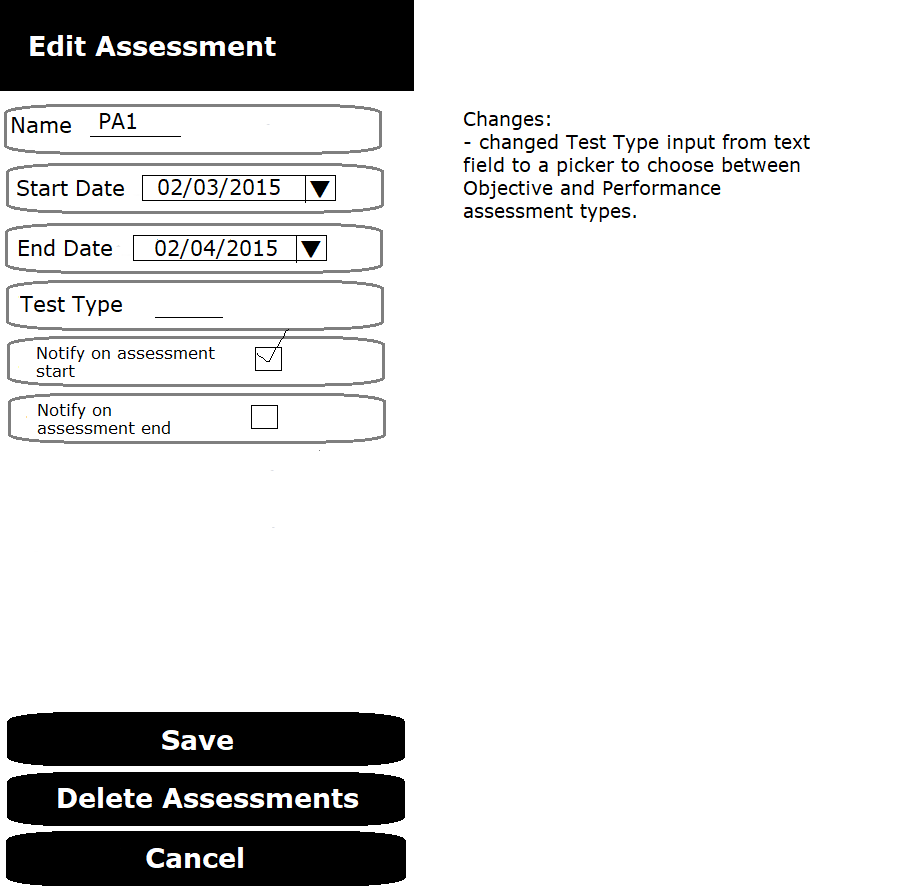 Edit Assessment
Name PA1
Start Date 02/03/2015
End Date 02/04/2015
Test Type
Notify on assessment
start
Notify on
assessment end
Save
Delete Assessments
Cancel
Changes:
- changed Test Type input from text
field to a picker to choose between
Objective and Performance
assessment types.